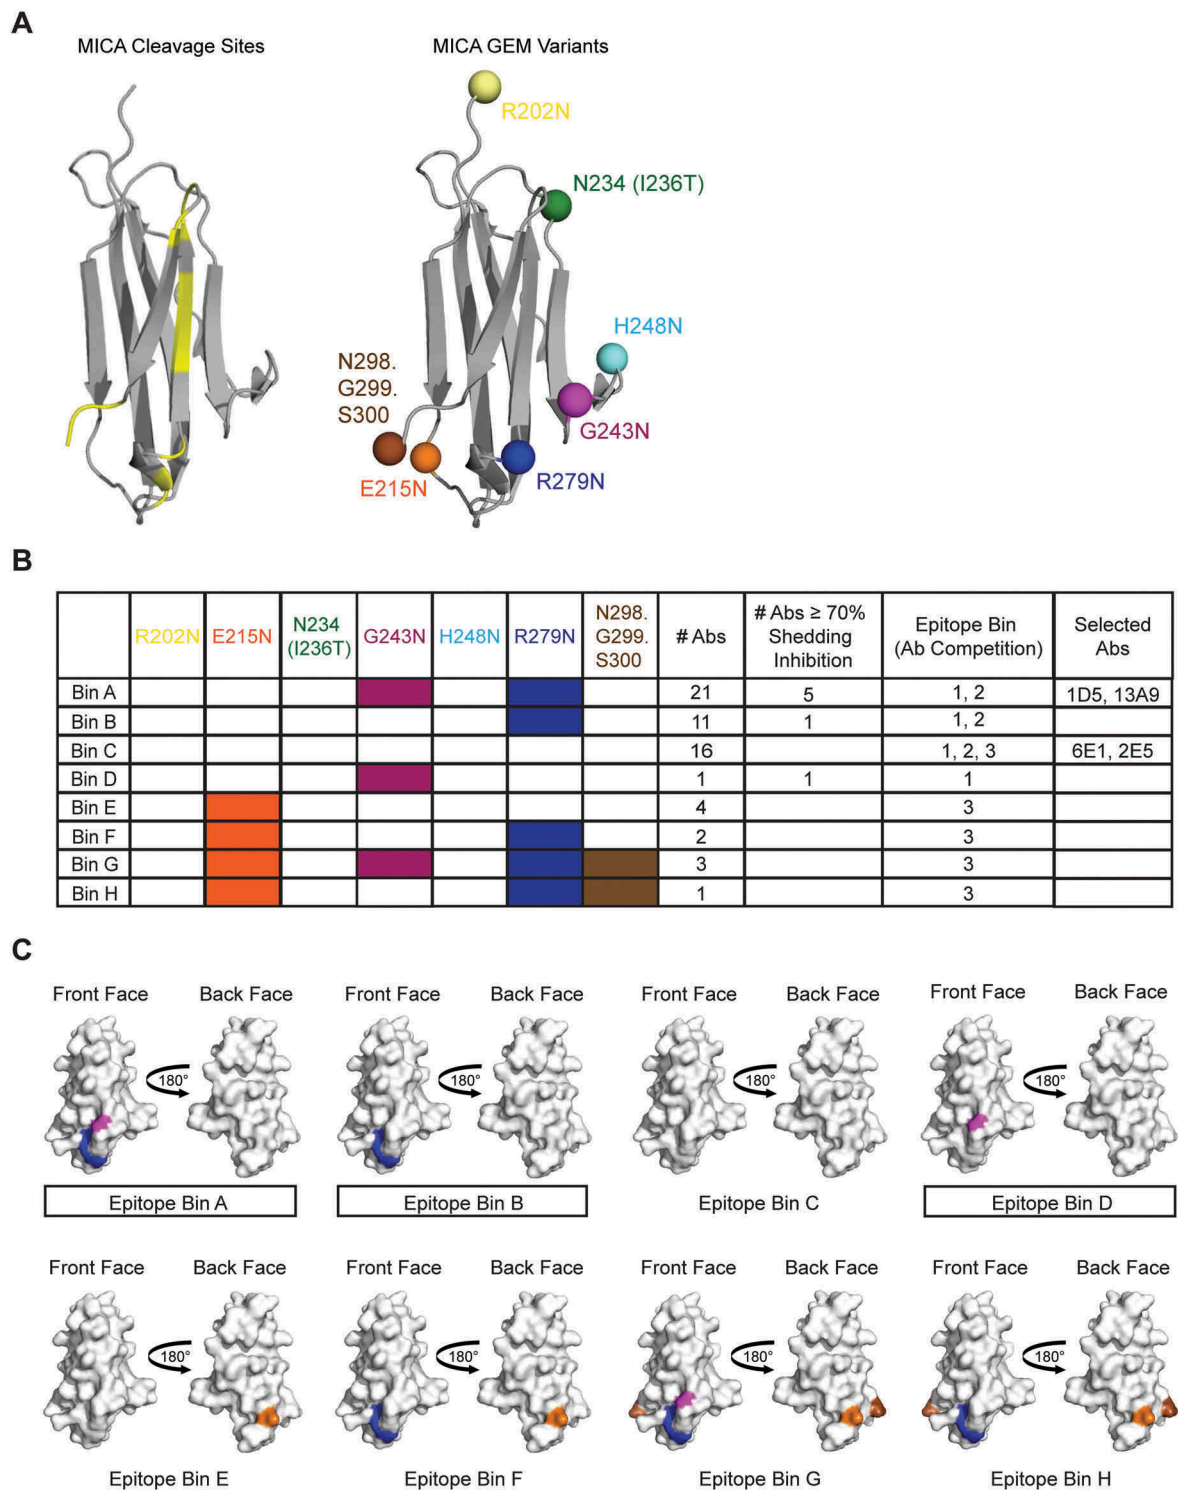 A
MICA Cleavage Sites
MICA GEM Variants
R202N
N234 (I236T)
H248N
N298.
G299.
S300
G243N
E215N
R279N
B
R202N E215N N234 (I236T) G243N H248N R279N N298. G299. S300 # Abs # Abs ≥ 70% Shedding Inhibition Epitope Bin (Ab Competition) Selected Abs
Bin A 21 5 1, 2 1D5, 13A9
Bin B 11 1 1, 2
Bin C 16 1, 2, 3 6E1, 2E5
Bin D 1 1 1
Bin E 4 3
Bin F 2 3
Bin G 3 3
Bin H 1 3
C
Front Face Back Face Front Face Back Face Front Face Back Face Front Face Back Face
180° 180° 180° 180°
Epitope Bin A Epitope Bin B Epitope Bin C Epitope Bin D
Front Face Back Face Front Face Back Face Front Face Back Face Front Face Back Face
180° 180° 180° 180°
Epitope Bin E Epitope Bin F Epitope Bin G Epitope Bin H